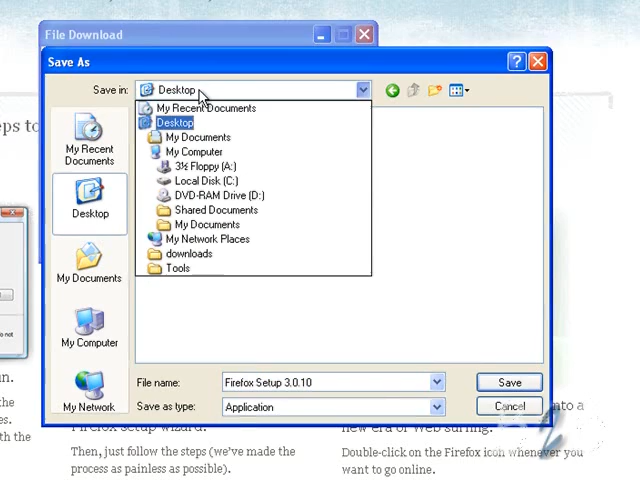 File Download
Save As
Save in:
Desktop
My Recent Documents
Desktop
My Documents
My Computer
3½ Floppy (A:)
Local Disk (C:)
DVD-RAM Drive (D:)
Shared Documents
My Documents
My Network Places
downloads
Tools
My Recent
Documents
Desktop
My Documents
My Computer
My Network
File name:
Firefox Setup 3.0.10
Save
Save as type:
Application
Cancel
eps to
not
un.
es.
th the
Firefox setup wizard.
Then, just follow the steps (we've made the
process as painless as possible).
into a
new era of Web surfing.
Double-click on the Firefox icon whenever you
want to go online.